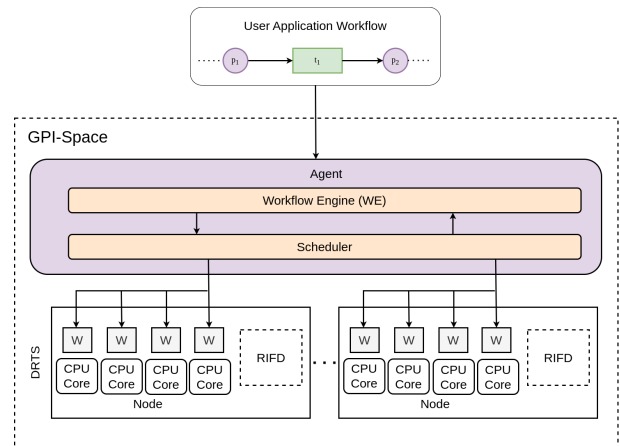 User Application Workflow
p1
t1
p2
GPI-Space
Agent
Workflow Engine (WE)
Scheduler
DRTS
W W W W
CPU Core CPU Core CPU Core CPU Core
RIFD
Node
...
W W W W
CPU Core CPU Core CPU Core CPU Core
RIFD
Node